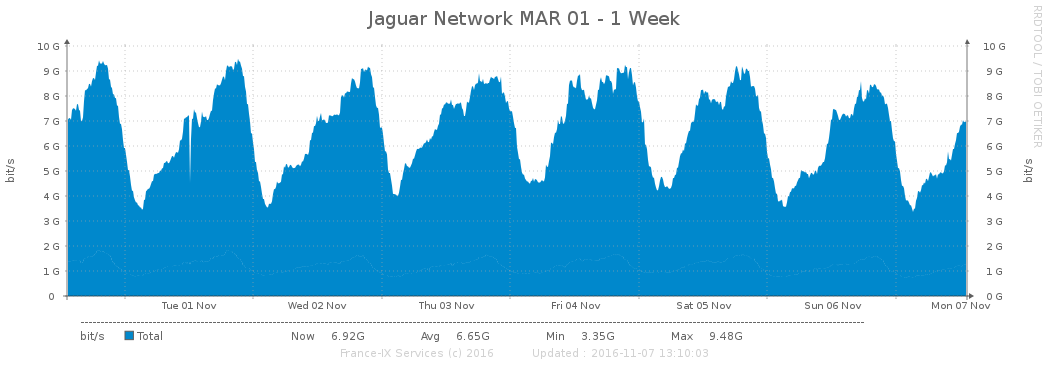 Jaguar Network MAR 01 - 1 Week
RRDTOOL / TOBI OETIKER
10 G 10 G
9 G 9 G
8 G 8 G
7 G 7 G
6 G 6 G
5 G 5 G
4 G 4 G
3 G 3 G
2 G 2 G
1 G 1 G
0 0 G
bit/s
bit/s
Tue 01 Nov Wed 02 Nov Thu 03 Nov Fri 04 Nov Sat 05 Nov Sun 06 Nov Mon 07 Nov
bit/s Total Now 6.92G Avg 6.65G Min 3.35G Max 9.48G
France-IX Services (c) 2016 Updated : 2016-11-07 13:10:03